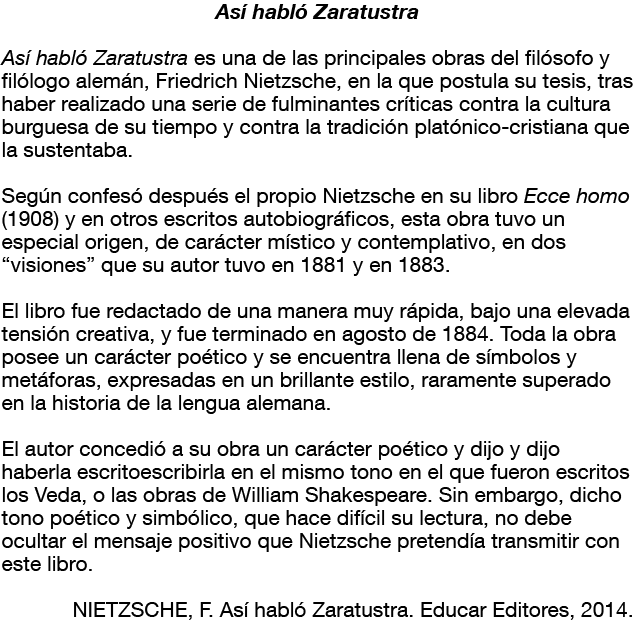 Así habló Zaratustra
Así habló Zaratustra es una de las principales obras del filósofo y
filólogo alemán, Friedrich Nietzsche, en la que postula su tesis, tras
haber realizado una serie de fulminantes críticas contra la cultura
burguesa de su tiempo y contra la tradición platónico-cristiana que
la sustentaba.
Según confesó después el propio Nietzsche en su libro Ecce homo
(1908) y en otros escritos autobiográficos, esta obra tuvo un
especial origen, de carácter místico y contemplativo, en dos
“visiones” que su autor tuvo en 1881 y en 1883.
El libro fue redactado de una manera muy rápida, bajo una elevada
tensión creativa, y fue terminado en agosto de 1884. Toda la obra
posee un carácter poético y se encuentra llena de símbolos y
metáforas, expresadas en un brillante estilo, raramente superado
en la historia de la lengua alemana.
El autor concedió a su obra un carácter poético y dijo y dijo
haberla escritoescribirla en el mismo tono en el que fueron escritos
los Veda, o las obras de William Shakespeare. Sin embargo, dicho
tono poético y simbólico, que hace difícil su lectura, no debe
ocultar el mensaje positivo que Nietzsche pretendía transmitir con
este libro.
NIETZSCHE, F. Así habló Zaratustra. Educar Editores, 2014.